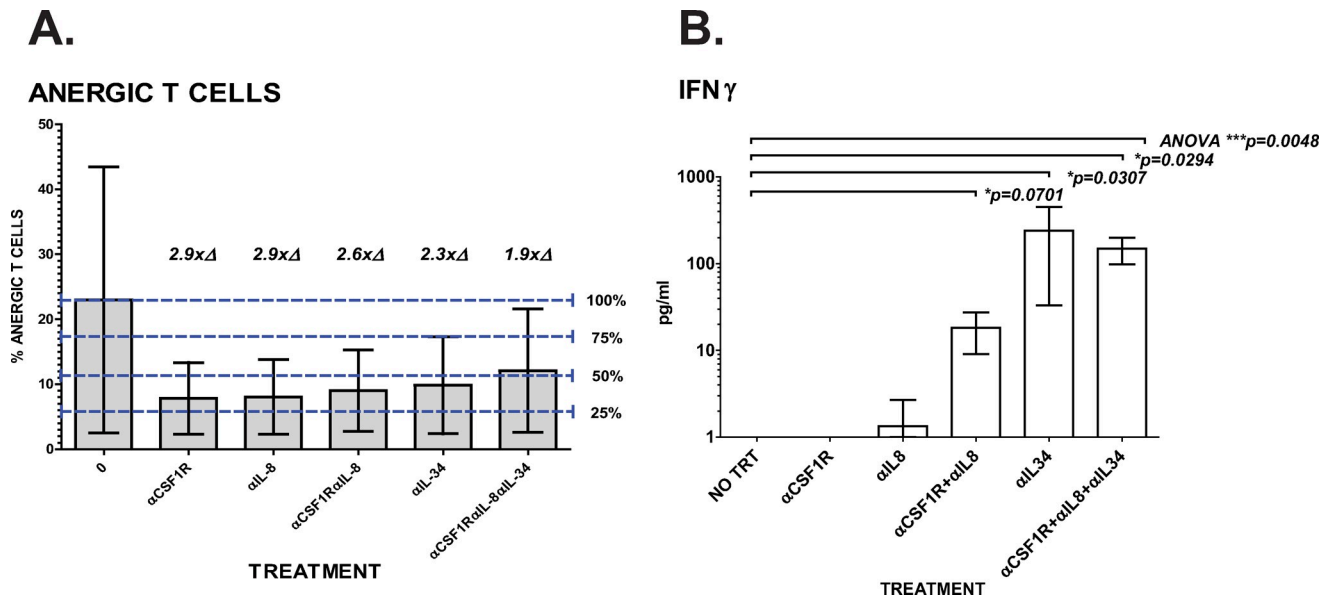 A.
ANERGIC T CELLS
% ANERGIC T CELLS
50
40
30
20
10
0
2.9xΔ
2.9xΔ
2.6xΔ
2.3xΔ
1.9xΔ
100%
75%
50%
25%
0
αCSF1R
αIL-8
αCSF1RαIL-8
αIL-34
αCSF1RαIL-8αIL-34
TREATMENT
B.
IFN γ
ANOVA ***p=0.0048
*p=0.0294
*p=0.0307
*p=0.0701
pg/ml
1000
100
10
1
NO TRT
αCSF1R
αIL8
αCSF1R+αIL8
αIL34
αCSF1R+αIL8+αIL34
TREATMENT